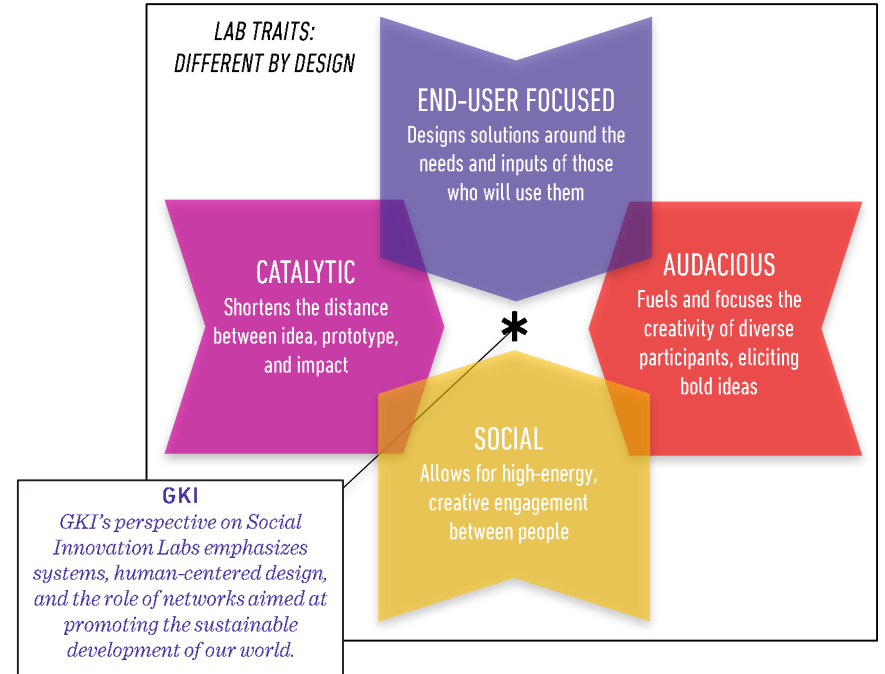 LAB TRAITS:
DIFFERENT BY DESIGN
END-USER FOCUSED
Designs solutions around the
needs and inputs of those
who will use them
CATALYTIC
Shortens the distance
between idea, prototype,
and impact
AUDACIOUS
Fuels and focuses the
creativity of diverse
participants, eliciting
bold ideas
*
SOCIAL
Allows for high-energy,
creative engagement
between people
GKI
GKI's perspective on Social
Innovation Labs emphasizes
systems, human-centered design,
and the role of networks aimed at
promoting the sustainable
development of our world.